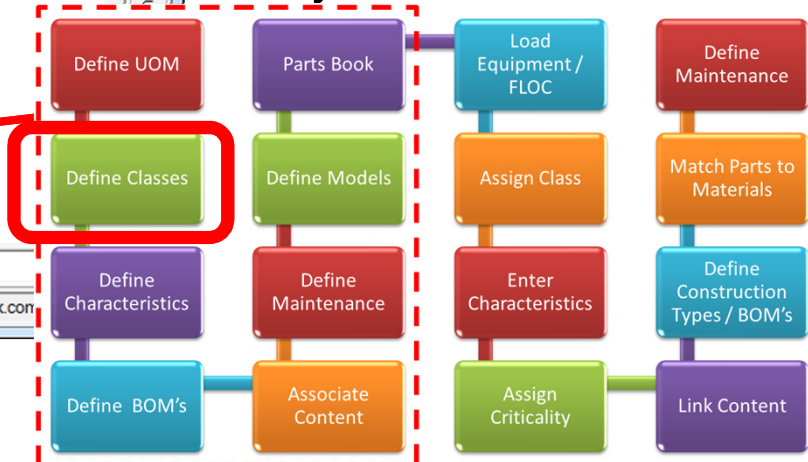 Define UOM
Parts Book
Load
Equipment /
FLOC
Define
Maintenance
Define Classes
Define Models
Assign Class
Match Parts to
Materials
Define
Characteristics
Define
Maintenance
Enter
Characteristics
Define
Construction
Types / BOM’s
Define BOM’s
Associate
Content
Assign
Criticality
Link Content